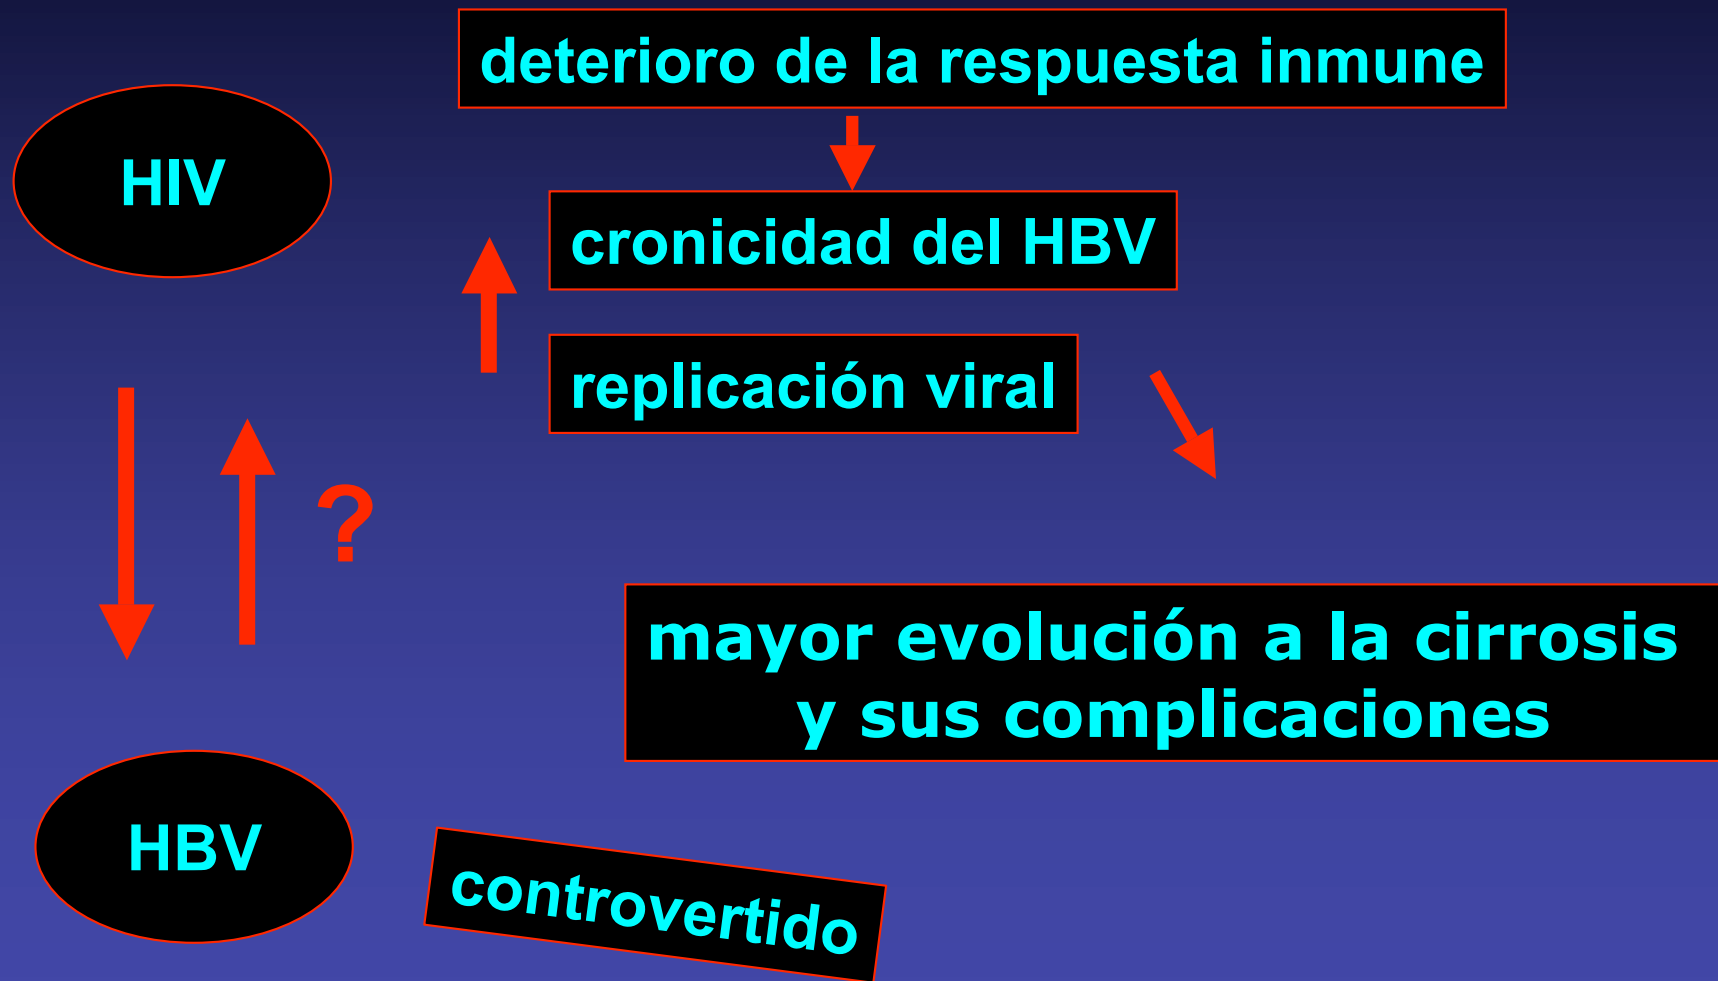 deterioro de la respuesta inmune
HIV
cronicidad del HBV
replicación viral
?
mayor evolución a la cirrosis
y sus complicaciones
HBV
controvertido